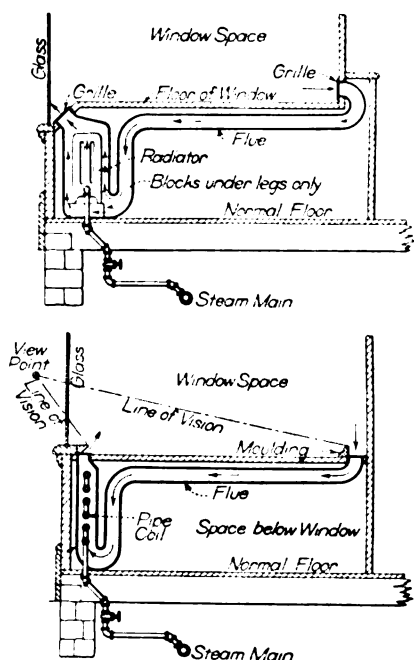 Window Space
Glass
Grille
Grille
Floor of Window
Flue
Radiator
Blocks under legs only
Normal Floor
Steam Main
View
Point
Glass
Line of
Vision
Window Space
Line of Vision
Moulding
Flue
Pipe
Coil
Space below Window
Normal Floor
Steam Main